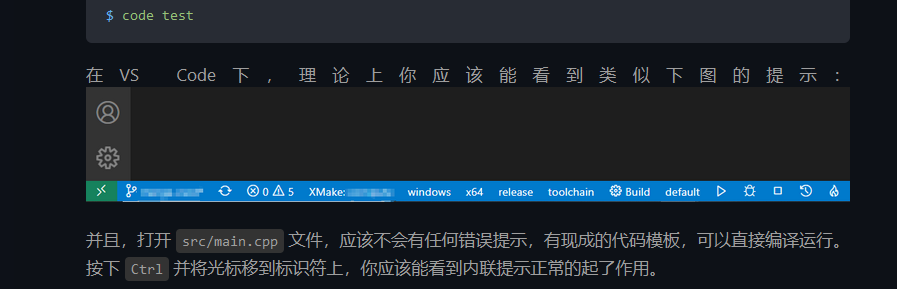 $ code test
在 VS Code 下，理论上你应该能看到类似下图的提示：
0 5 XMake: windows x64 release toolchain Build default
并且，打开 src/main.cpp 文件，应该不会有任何错误提示，有现成的代码模板，可以直接编译运行。
按下 Ctrl 并将光标移到标识符上，你应该能看到内联提示正常的起了作用。